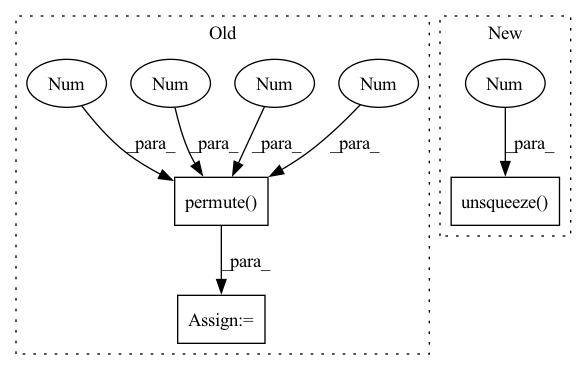 Old
New
Num
Num
Num
Num
Num
_para_
_para_
_para_
_para_
_para_
permute()
unsqueeze()
_para_
Assign:=